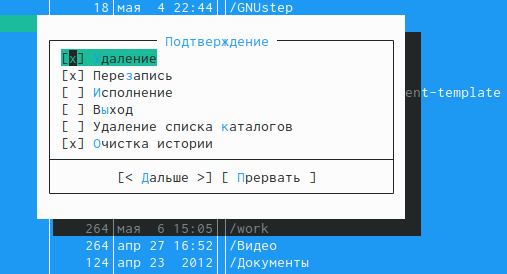 18 мая 4 22:44 /GNUstep
Подтверждение
[x] Удаление
[x] Перезапись
[ ] Исполнение
ent-template
[ ] Выход
[ ] Удаление списка каталогов
[x] Очистка истории
[< Дальше >] [ Прервать ]
264 мая 6 15:05 /work
264 апр 27 16:52 /Видео
124 апр 23 2012 /Документы